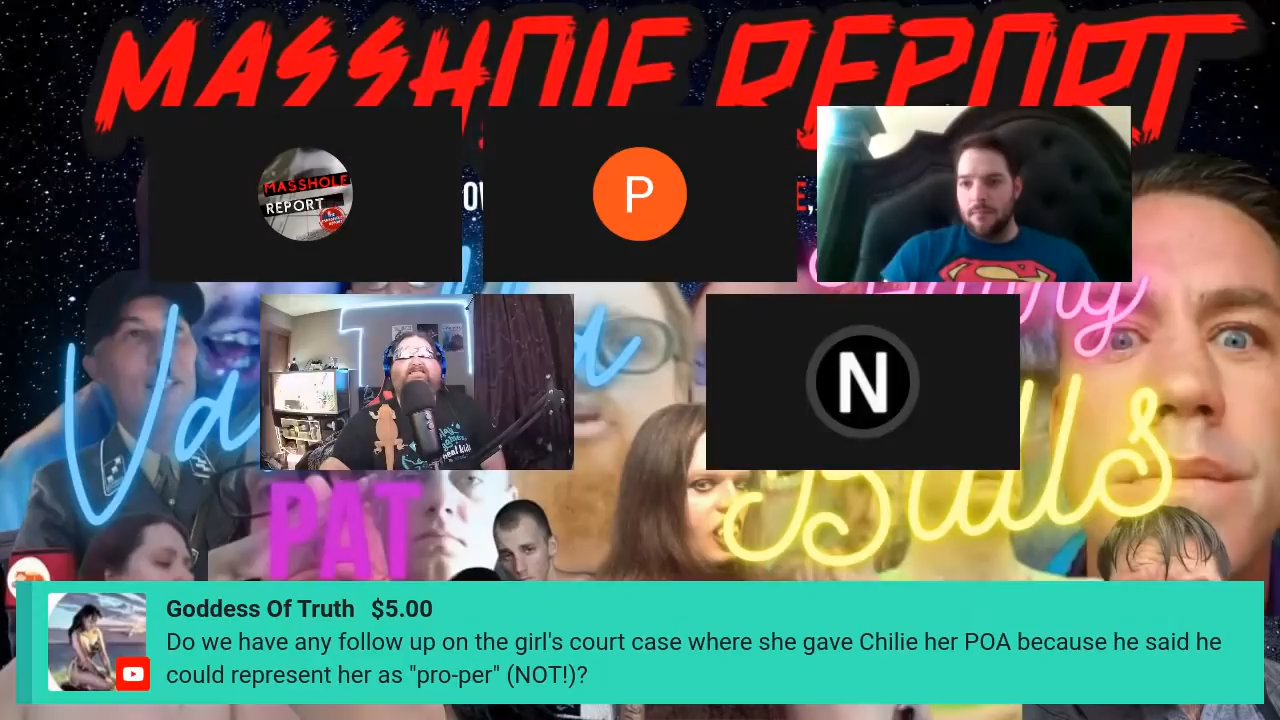 MASSHOLE REPORT
MASSHOLE
REPORT
P
N
PAT
Balls
Goddess Of Truth $5.00
Do we have any follow up on the girl's court case where she gave Chilie her POA because he said he
could represent her as "pro-per" (NOT!)?